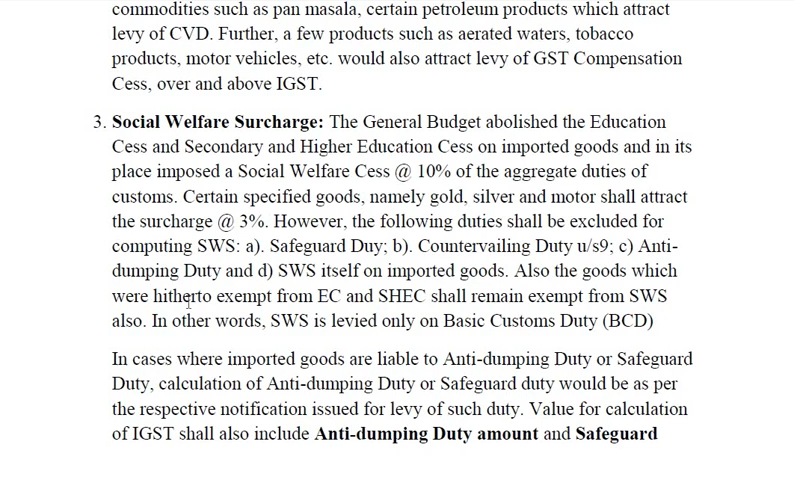 commodities such as pan masala, certain petroleum products which attract
levy of CVD. Further, a few products such as aerated waters, tobacco
products, motor vehicles, etc. would also attract levy of GST Compensation
Cess, over and above IGST.
3. Social Welfare Surcharge: The General Budget abolished the Education
Cess and Secondary and Higher Education Cess on imported goods and in its
place imposed a Social Welfare Cess @ 10% of the aggregate duties of
customs. Certain specified goods, namely gold, silver and motor shall attract
the surcharge @ 3%. However, the following duties shall be excluded for
computing SWS: a). Safeguard Duy; b). Countervailing Duty u/s9; c) Anti-
dumping Duty and d) SWS itself on imported goods. Also the goods which
were hitherto exempt from EC and SHEC shall remain exempt from SWS
also. In other words, SWS is levied only on Basic Customs Duty (BCD)
In cases where imported goods are liable to Anti-dumping Duty or Safeguard
Duty, calculation of Anti-dumping Duty or Safeguard duty would be as per
the respective notification issued for levy of such duty. Value for calculation
of IGST shall also include Anti-dumping Duty amount and Safeguard